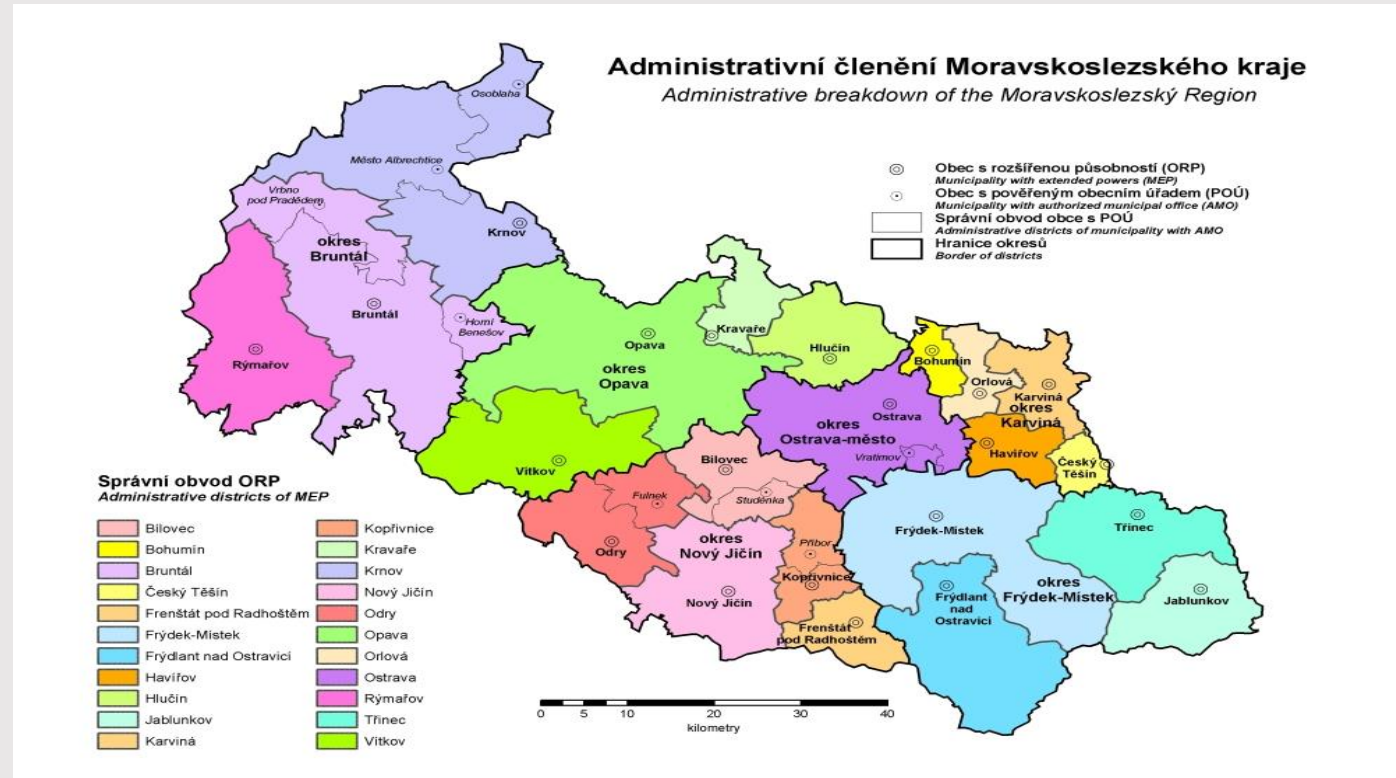 Administrativní členění Moravskoslezského kraje
Administrative breakdown of the Moravskoslezský Region
Obec s rozšířenou působností (ORP)
Municipality with extended powers (MEP)
Obec s pověřeným obecním úřadem (POÚ)
Municipality with authorized municipal office (AMO)
Správní obvod obce s POÚ
Administrative districts of municipality with AMO
Hranice okresů
Border of districts
Osoblaha
Město Albrechtice
Vrbno
pod Pradědem
Krnov
okres
Bruntál
Bruntál
Horní
Benešov
Rýmařov
Opava
okres
Opava
Kravaře
Hlučín
Bohumín
Orlová
Karviná
okres
Karviná
Ostrava
okres
Ostrava-město
Vratimov
Havířov
Český
Těšín
Vítkov
Bílovec
Studénka
Fulnek
Odry
okres
Nový Jičín
Nový Jičín
Příbor
Kopřivnice
Frenštát
pod Radhoštěm
Frýdek-Místek
Třinec
okres
Frýdek-Místek
Frýdlant
nad
Ostravicí
Jablunkov
Správní obvod ORP
Administrative districts of MEP
Bílovec
Bohumín
Bruntál
Český Těšín
Frenštát pod Radhoštěm
Frýdek-Místek
Frýdlant nad Ostravicí
Havířov
Hlučín
Jablunkov
Karviná
Kopřivnice
Kravaře
Krnov
Nový Jičín
Odry
Opava
Orlová
Ostrava
Rýmařov
Třinec
Vítkov
0 5 10 20 30 40
kilometry